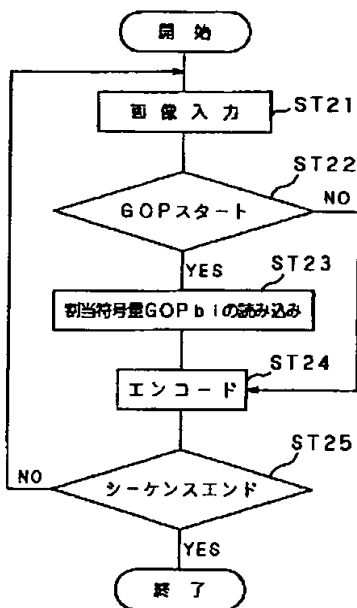 開始
画像入力
ST21
ST22
GOPスタート
NO
YES
ST23
割当符号量GOPbiの読み込み
ST24
エンコード
ST25
シーケンスエンド
NO
YES
終了